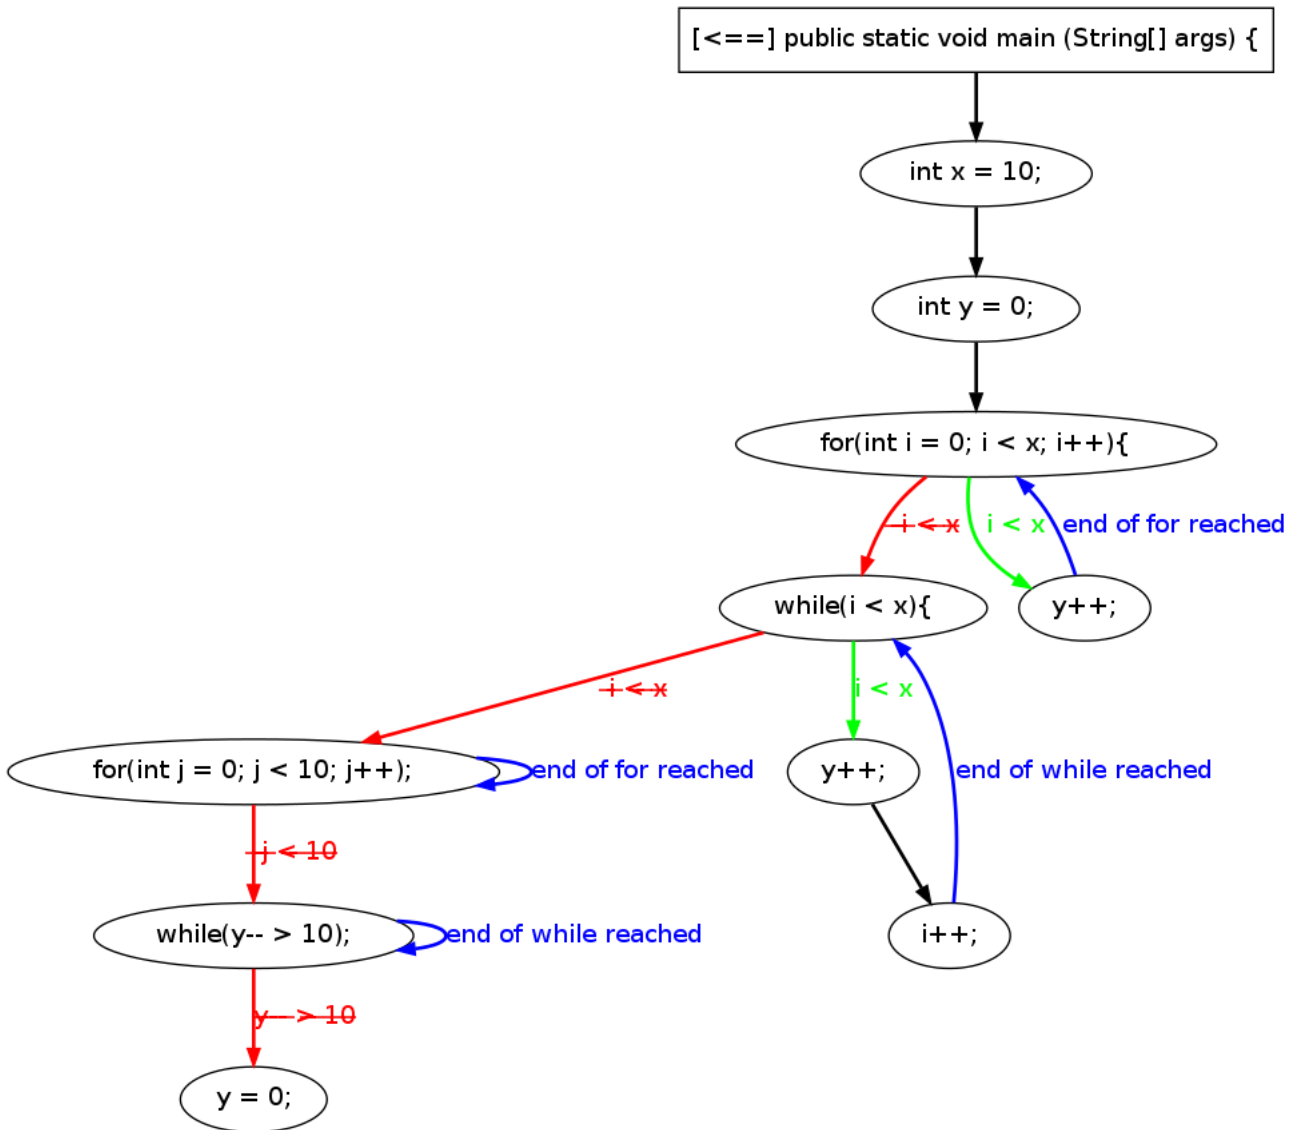 [<==] public static void main (String[] args) {
int x = 10;
int y = 0;
for(int i = 0; i < x; i++){
i < x
i < x
end of for reached
while(i < x){
y++;
i < x
i < x
for(int j = 0; j < 10; j++);
end of for reached
y++;
end of while reached
j < 10
while(y-- > 10);
end of while reached
i++;
y-- > 10
y = 0;